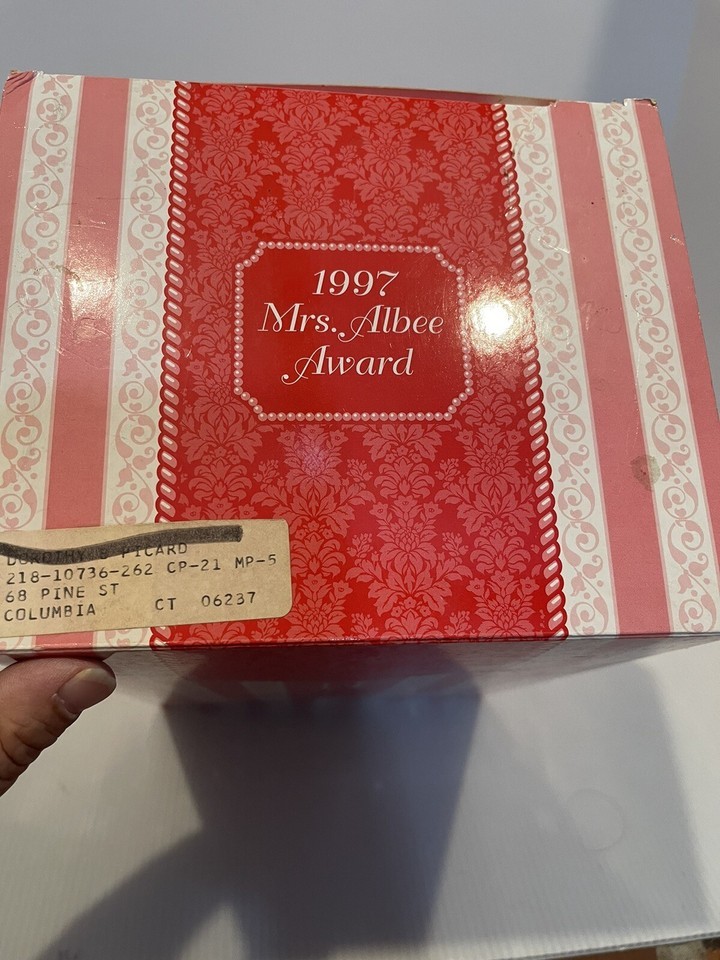 1997
Mrs. Albee
Award
DOROTHY PICARD
218-10736-262 CP-21 MP-5
68 PINE ST
COLUMBIA CT 06237